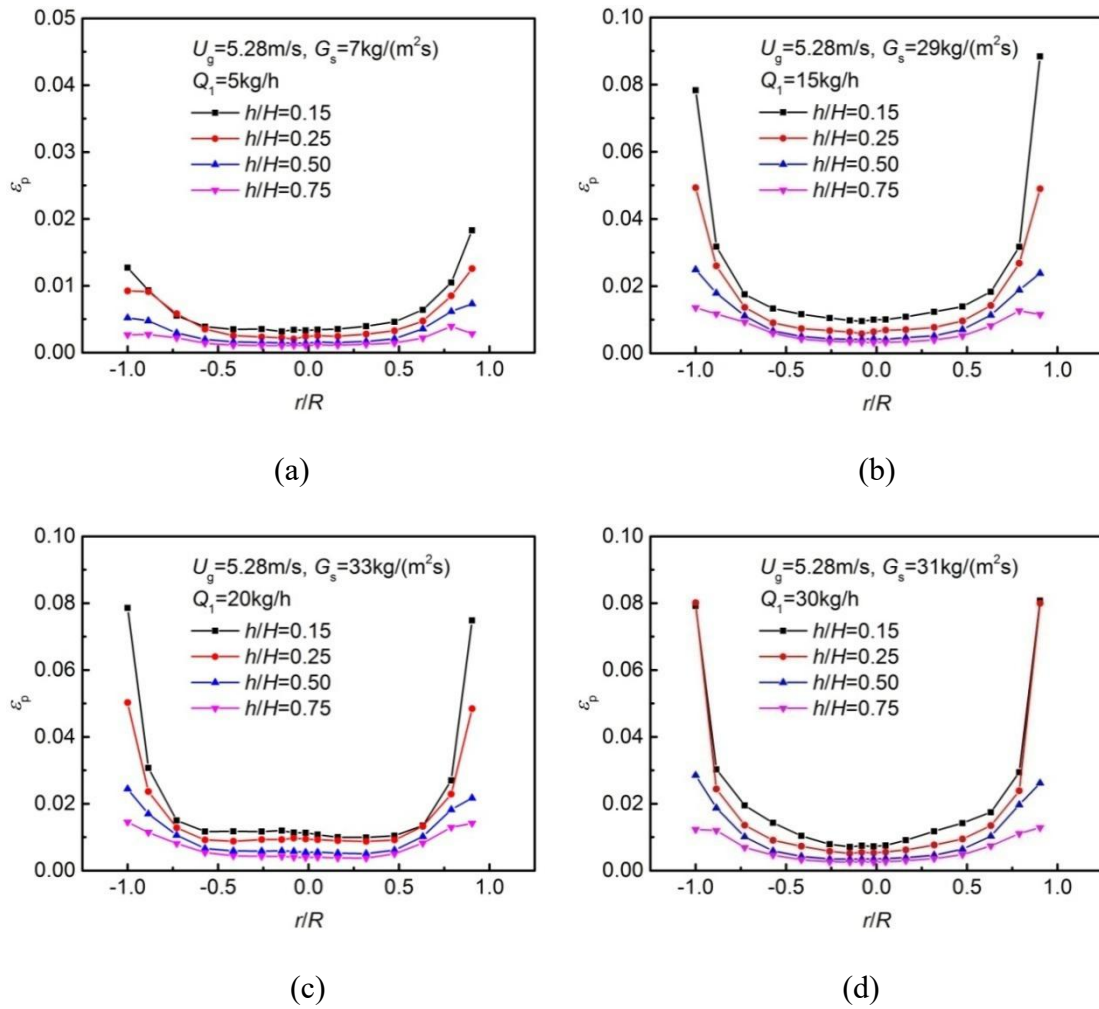 0.05
0.04
0.03
0.02
0.01
0.00
εp
Ug=5.28m/s, Gs=7kg/(m²s)
Q1=5kg/h
h/H=0.15
h/H=0.25
h/H=0.50
h/H=0.75
-1.0 -0.5 0.0 0.5 1.0
r/R
(a)
0.10
0.08
0.06
0.04
0.02
0.00
εp
Ug=5.28m/s, Gs=29kg/(m²s)
Q1=15kg/h
h/H=0.15
h/H=0.25
h/H=0.50
h/H=0.75
-1.0 -0.5 0.0 0.5 1.0
r/R
(b)
0.10
0.08
0.06
0.04
0.02
0.00
εp
Ug=5.28m/s, Gs=33kg/(m²s)
Q1=20kg/h
h/H=0.15
h/H=0.25
h/H=0.50
h/H=0.75
-1.0 -0.5 0.0 0.5 1.0
r/R
(c)
0.10
0.08
0.06
0.04
0.02
0.00
εp
Ug=5.28m/s, Gs=31kg/(m²s)
Q1=30kg/h
h/H=0.15
h/H=0.25
h/H=0.50
h/H=0.75
-1.0 -0.5 0.0 0.5 1.0
r/R
(d)